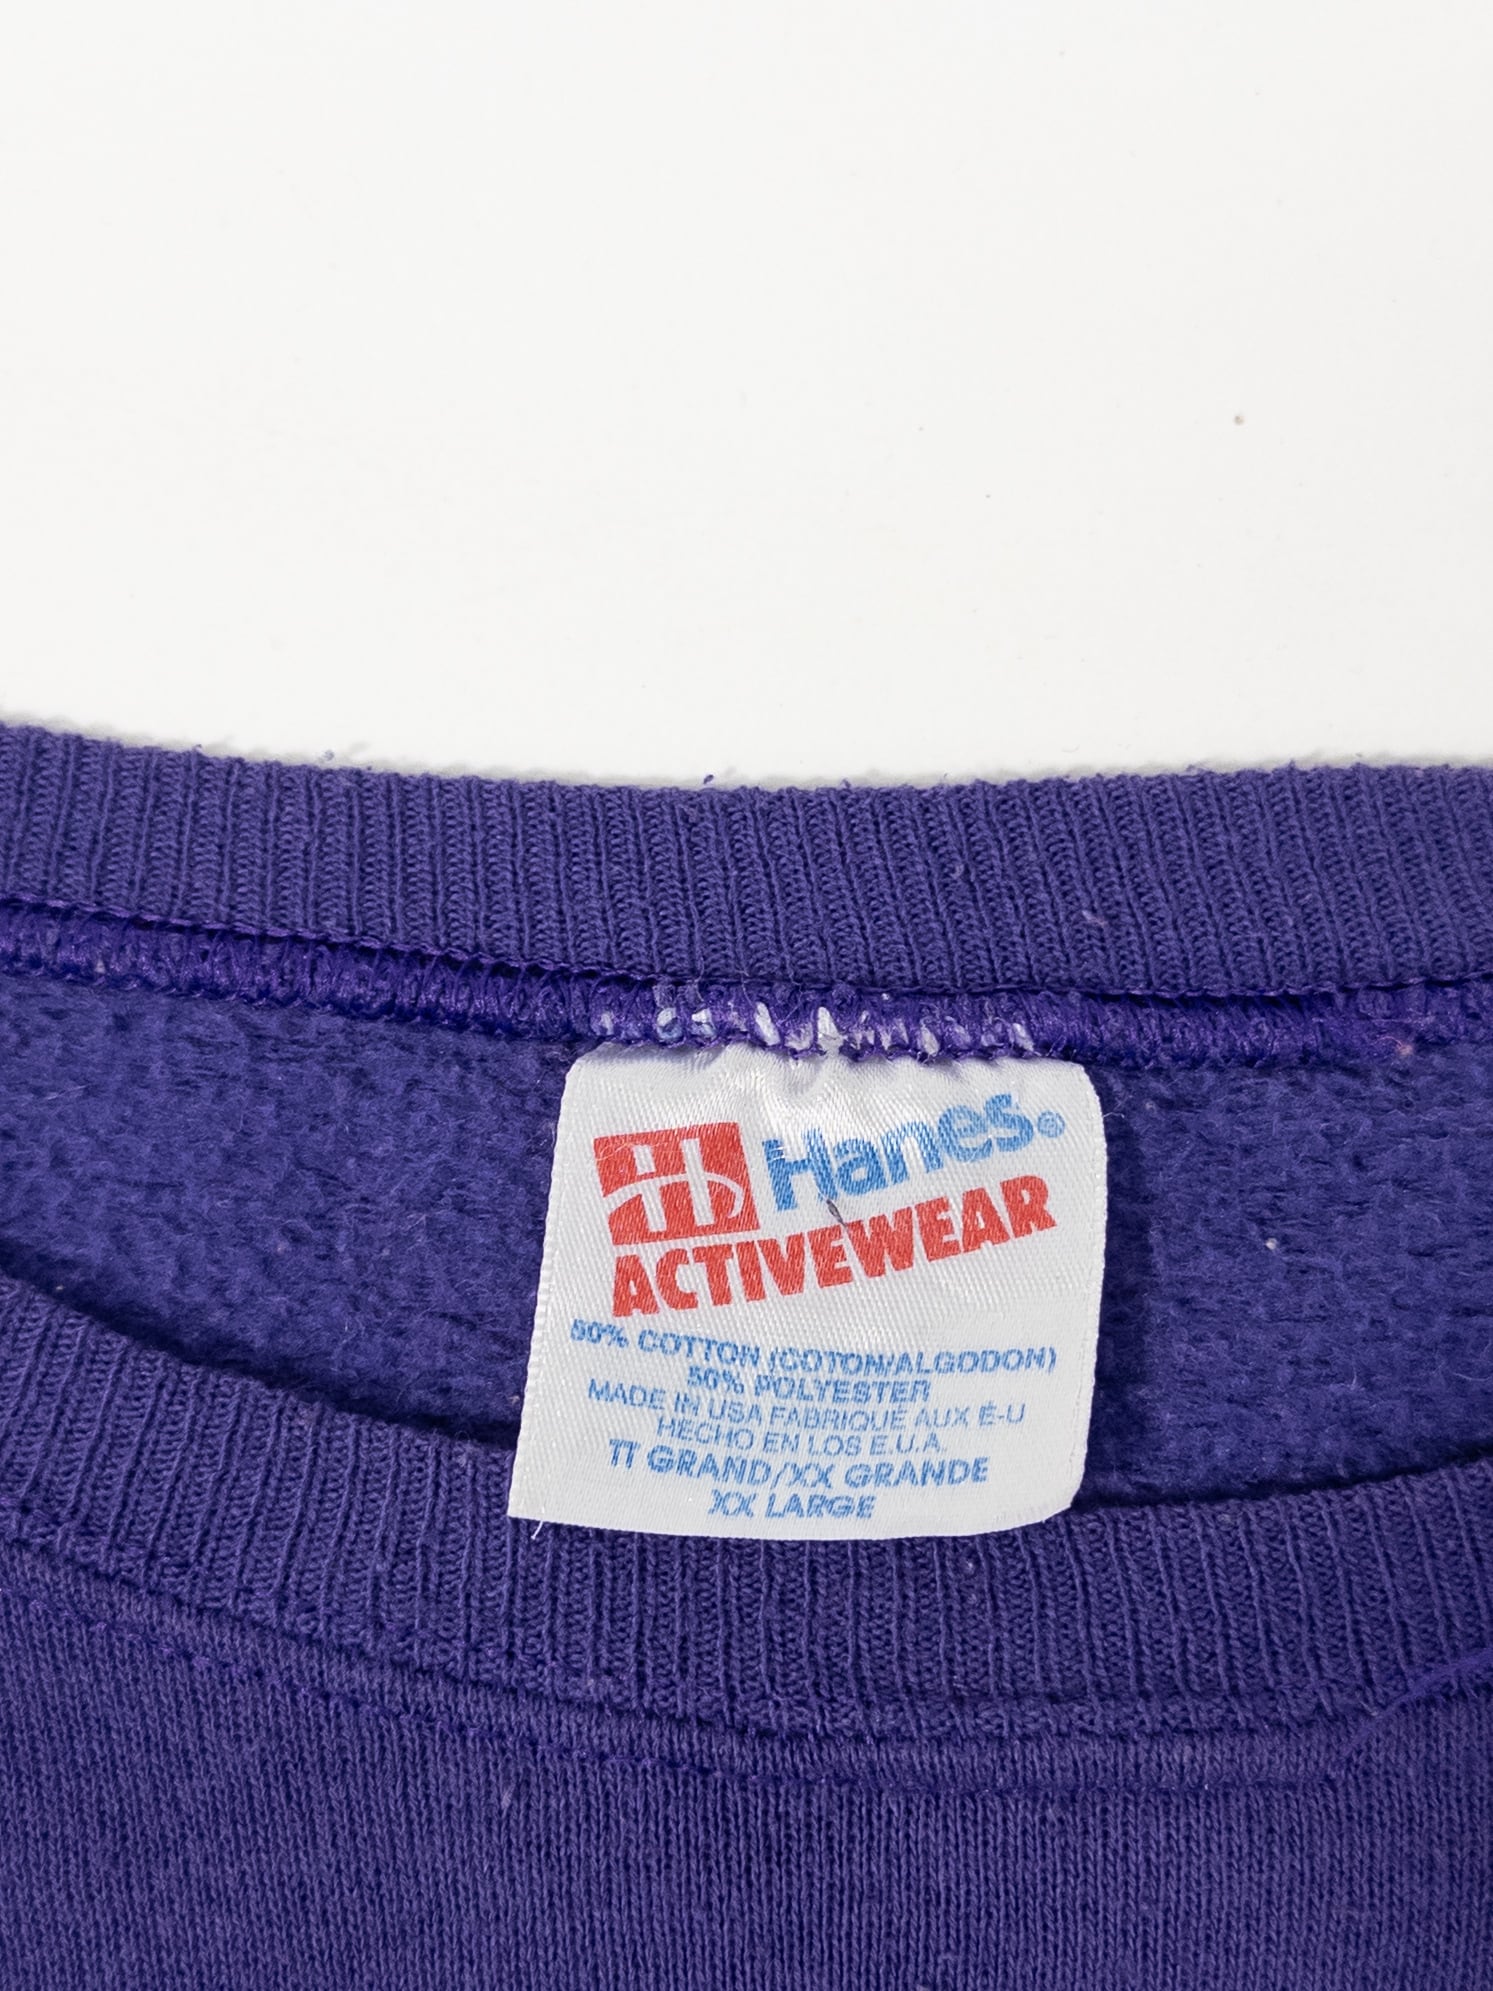 Hanes®
ACTIVEWEAR
50% COTTON (COTON/ALGODON)
50% POLYESTER
MADE IN USA FABRIQUÉ AUX É-U
HECHO EN LOS E.U.A.
TT GRAND/XX GRANDE
XX LARGE